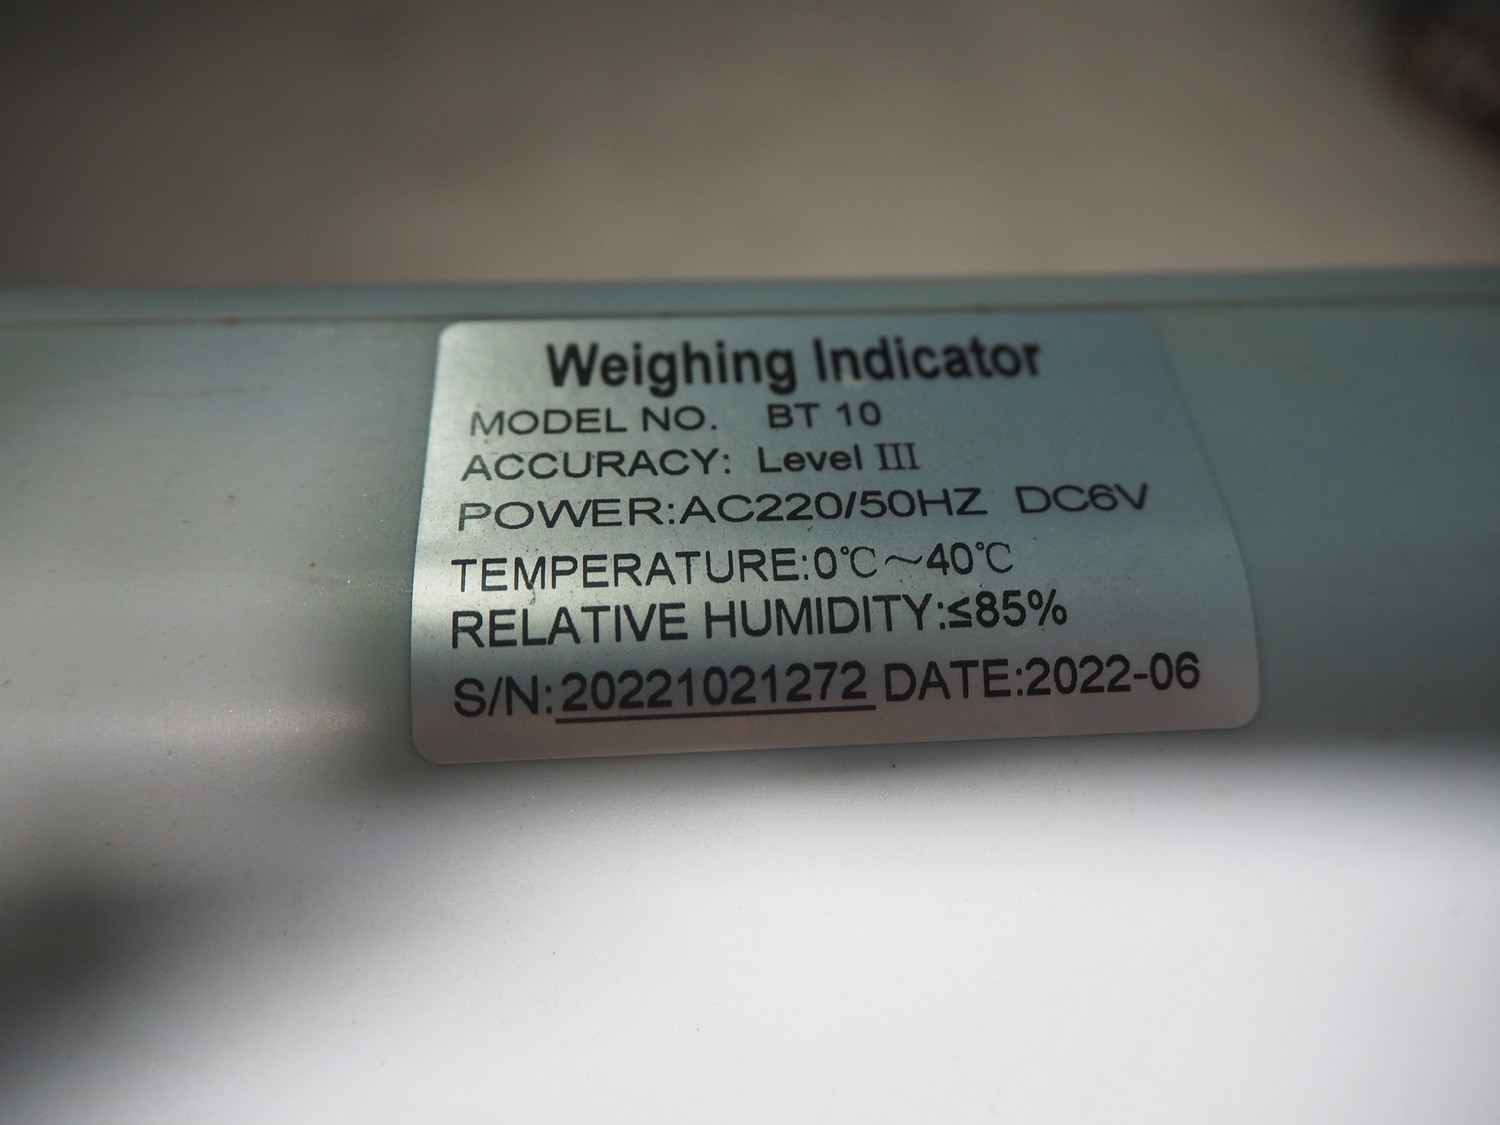 Weighing Indicator
MODEL NO. BT 10
ACCURACY: Level III
POWER:AC220/50HZ DC6V
TEMPERATURE:0℃～40℃
RELATIVE HUMIDITY:≤85%
S/N:20221021272 DATE:2022-06